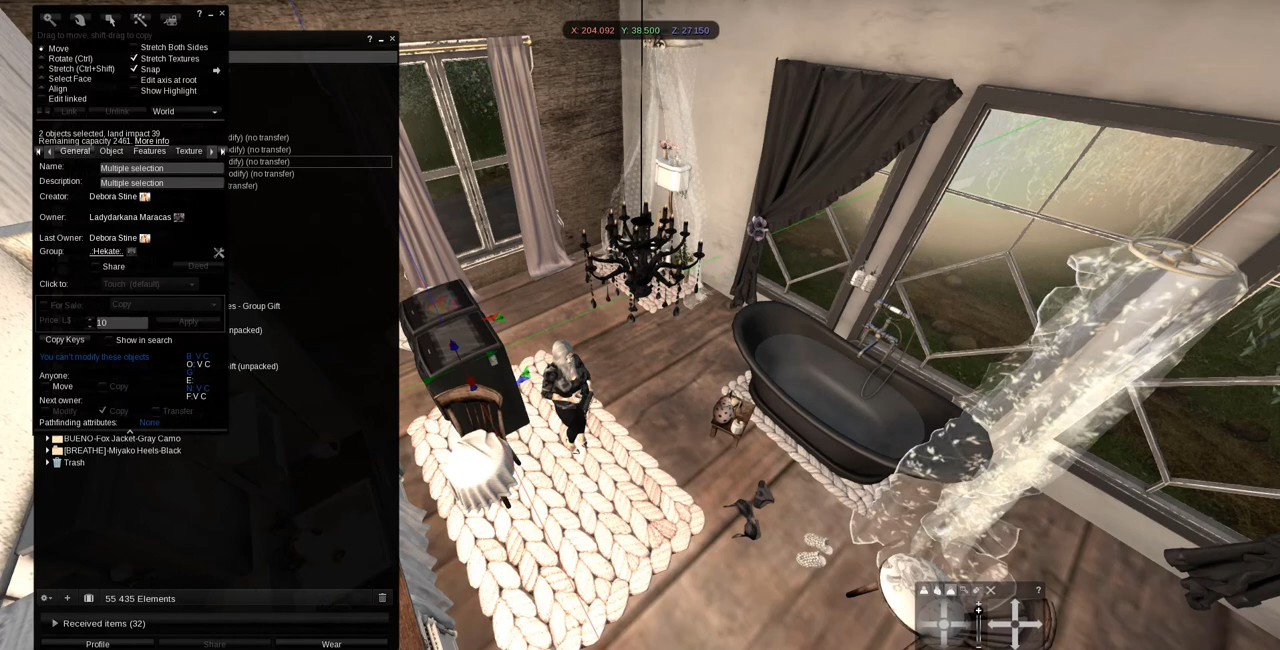 ? _ ×
Drag to move, shift-drag to copy
Move
Rotate (Ctrl)
Stretch (Ctrl+Shift)
Select Face
Align
Edit linked
Stretch Both Sides
Stretch Textures
Snap
Edit axis at root
Show Highlight
Link
Unlink
World
2 objects selected, land impact 39
Remaining capacity 2461 More info
General Object Features Texture
Name: Multiple selection
Description: Multiple selection
Creator: Debora Stine
Owner: Ladydarkana Maracas
Last Owner: Debora Stine
Group: .:Hekate:.
Share
Deed
Click to: Touch (default)
For Sale: Copy
Price: L$ 10 Apply
Copy Keys Show in search
You can't modify these objects
B: V C
O: V C
G:
E:
N: V C
F:V C
Anyone:
Move Copy
Next owner:
Modify Copy Transfer
Pathfinding attributes: None
? _ ×
dify) (no transfer)
odify) (no transfer)
dify) (no transfer)
odify) (no transfer)
transfer)
es - Group Gift
npacked)
ift (unpacked)
BUENO-Fox Jacket-Gray Camo
[BREATHE]-Miyako Heels-Black
Trash
55 435 Elements
Received items (32)
Profile Share Wear
X: 204.092 Y: 38.500 Z: 27.150
?